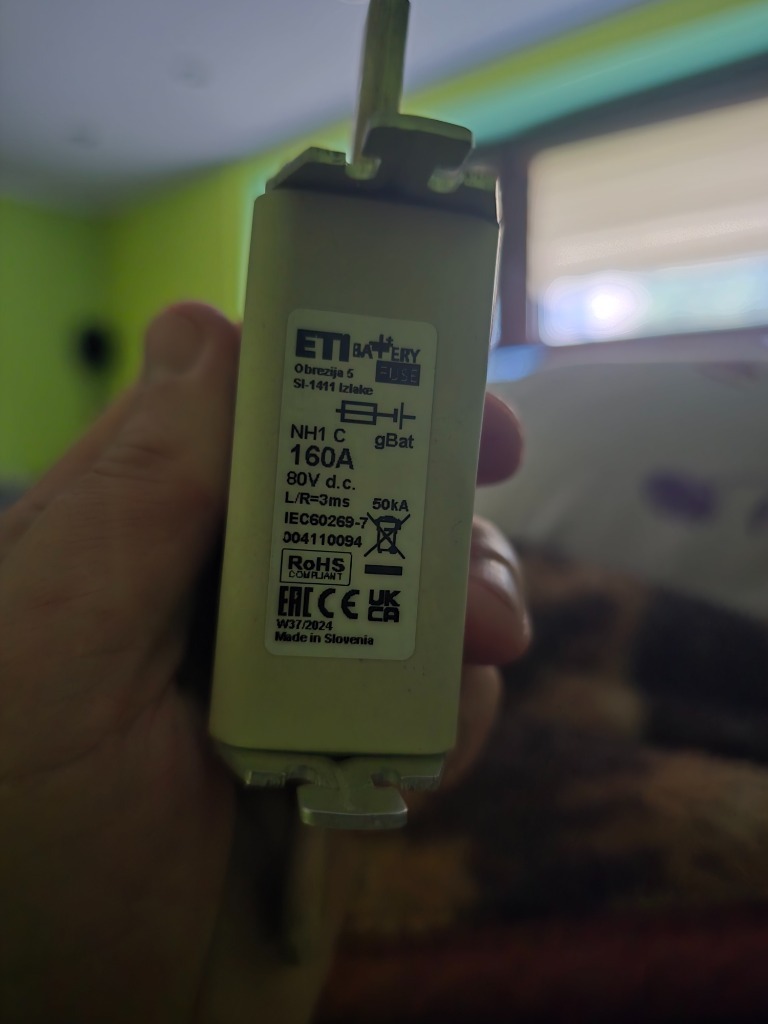 ETI BATTERY
FUSE
Obrezija 5
SI-1411 Izlake
NH1 C
gBat
160A
80V d.c.
L/R=3ms 50kA
IEC60269-7
004110094
RoHS
COMPLIANT
EAC CE UK CA
W37/2024
Made in Slovenia